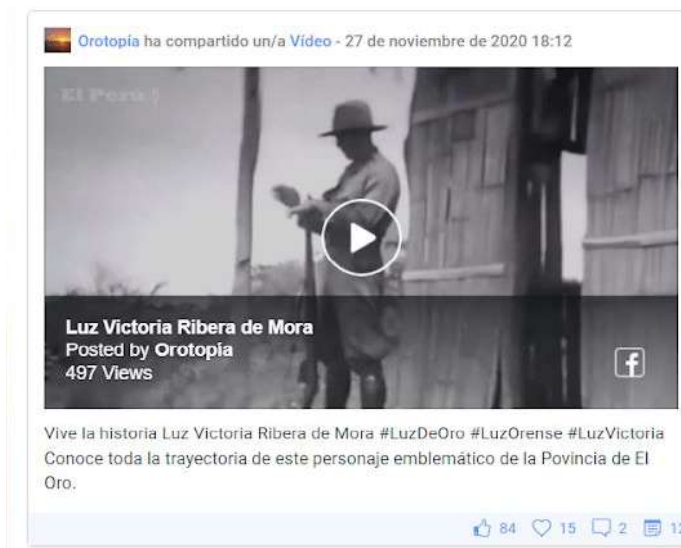 Orotopía ha compartido un/a Vídeo - 27 de noviembre de 2020 18:12
El Perú
Luz Victoria Ribera de Mora
Posted by Orotopía
497 Views
Vive la historia Luz Victoria Ribera de Mora #LuzDeOro #LuzOrense #LuzVictoria
Conoce toda la trayectoria de este personaje emblemático de la Povincia de El
Oro.
84 15 2